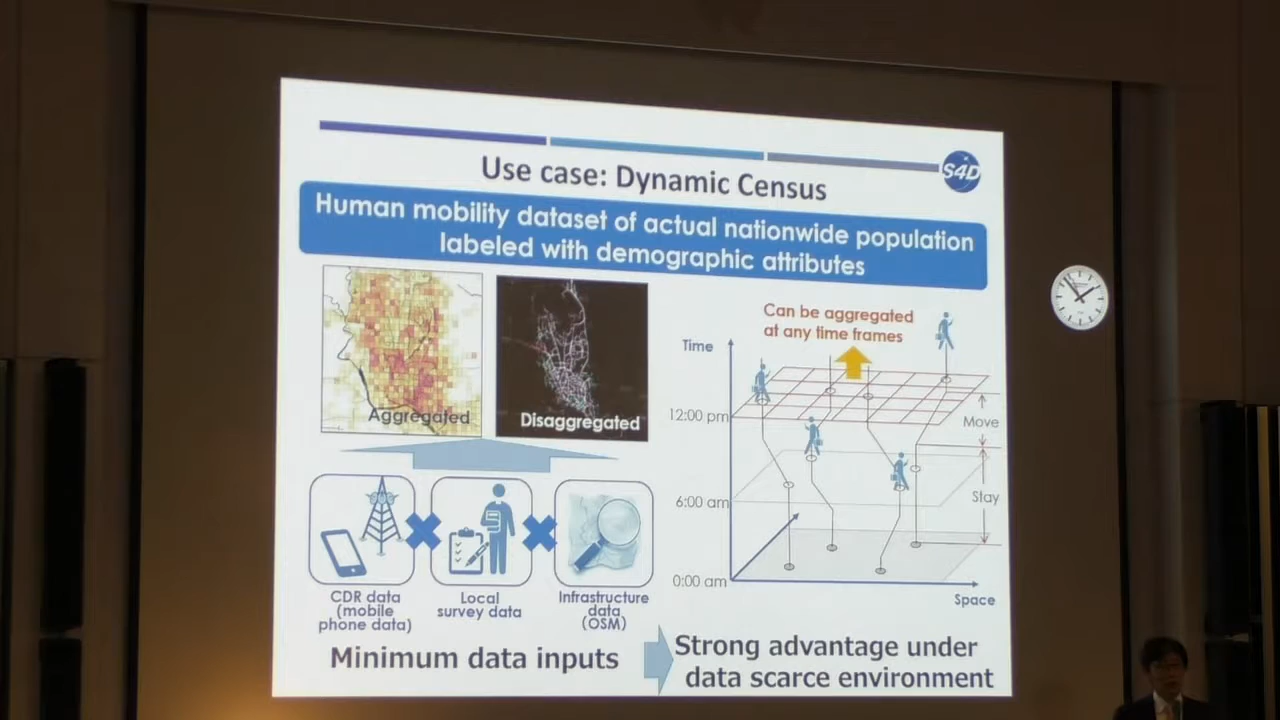 S4D
Use case: Dynamic Census
Human mobility dataset of actual nationwide population
labeled with demographic attributes
Aggregated
Disaggregated
CDR data
(mobile
phone data)
Local
survey data
Infrastructure
data
(OSM)
Minimum data inputs
Can be aggregated
at any time frames
Time
12:00 pm
6:00 am
0:00 am
Move
Stay
Space
Strong advantage under
data scarce environment